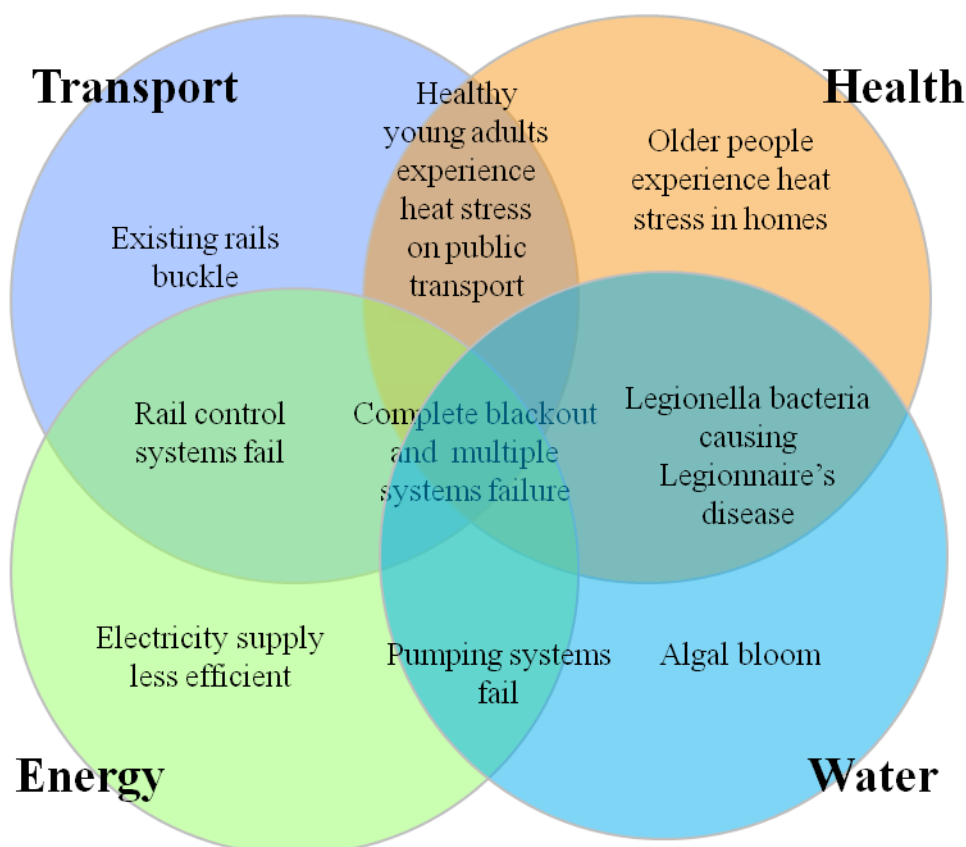 Transport
Health
Healthy
young adults
experience
heat stress
on public
transport
Older people
experience heat
stress in homes
Existing rails
buckle
Rail control
systems fail
Complete blackout
and multiple
systems failure
Legionella bacteria
causing
Legionnaire’s
disease
Electricity supply
less efficient
Pumping systems
fail
Algal bloom
Energy
Water